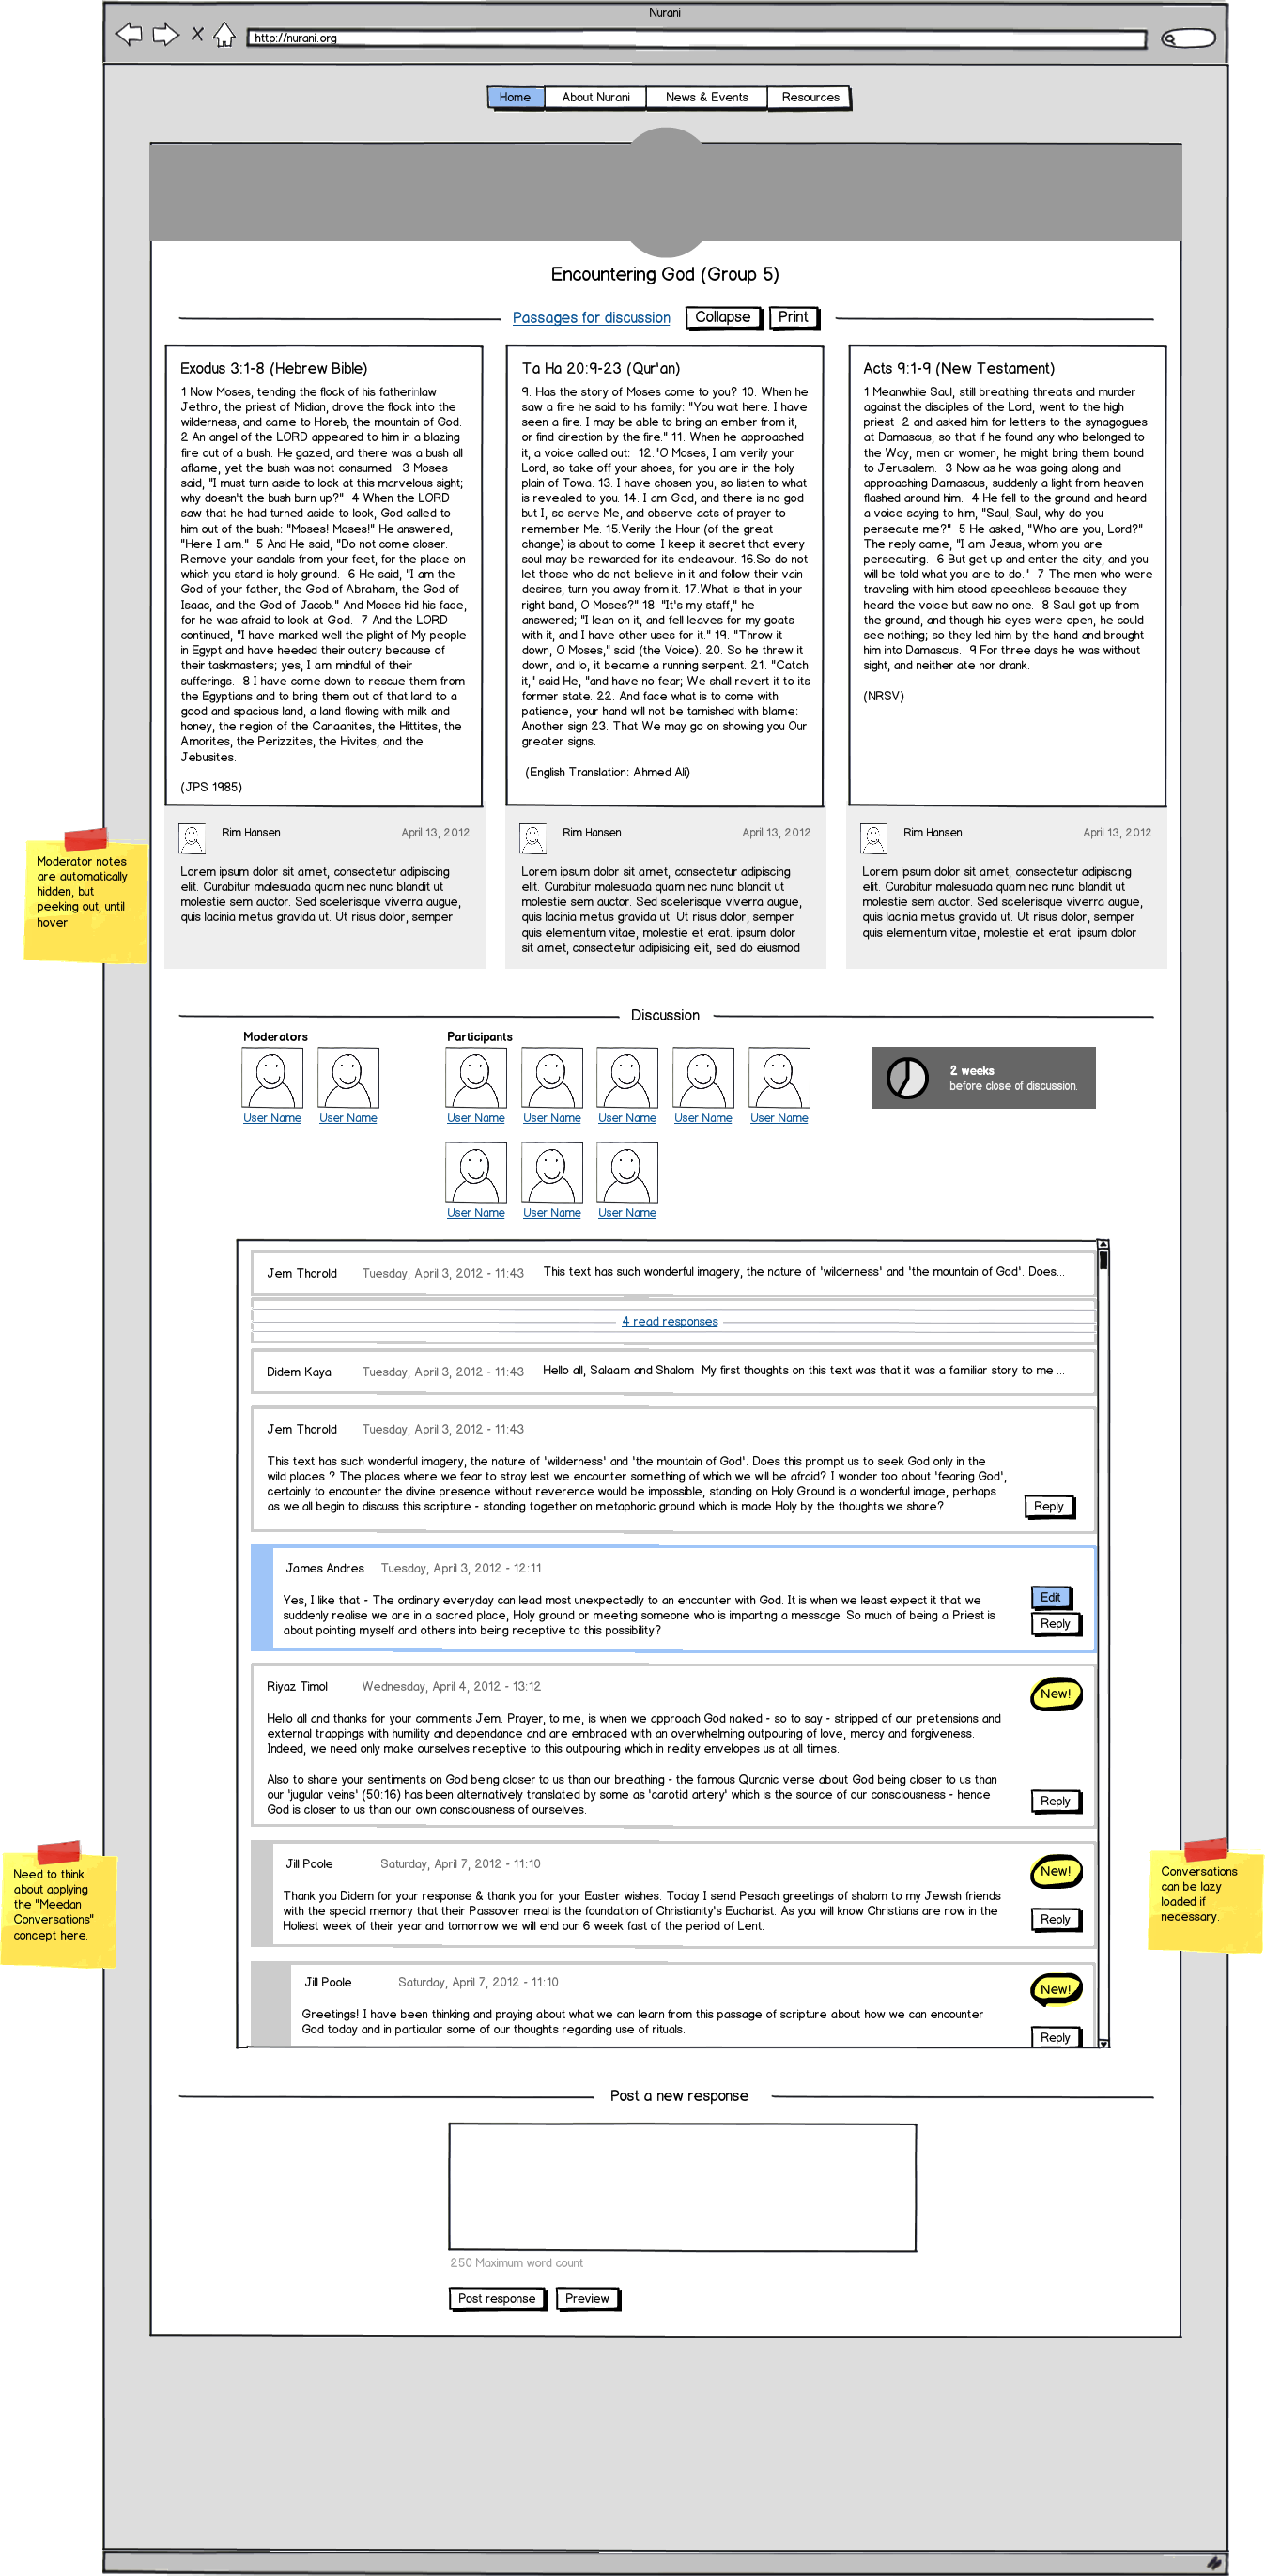 Nurani
http://nurani.org
Home
About Nurani
News & Events
Resources
Encountering God (Group 5)
Passages for discussion
Collapse
Print
Exodus 3:1-8 (Hebrew Bible)
1 Now Moses, tending the flock of his fatherinlaw
Jethro, the priest of Midian, drove the flock into the
wilderness, and came to Horeb, the mountain of God.
2 An angel of the LORD appeared to him in a blazing
fire out of a bush. He gazed, and there was a bush all
aflame, yet the bush was not consumed.  3 Moses
said, "I must turn aside to look at this marvelous sight;
why doesn't the bush burn up?"  4 When the LORD
saw that he had turned aside to look, God called to
him out of the bush: "Moses! Moses!" He answered,
"Here I am."  5 And He said, "Do not come closer.
Remove your sandals from your feet, for the place on
which you stand is holy ground.  6 He said, "I am the
God of your father, the God of Abraham, the God of
Isaac, and the God of Jacob." And Moses hid his face,
for he was afraid to look at God.  7 And the LORD
continued, "I have marked well the plight of My people
in Egypt and have heeded their outcry because of
their taskmasters; yes, I am mindful of their
sufferings.  8 I have come down to rescue them from
the Egyptians and to bring them out of that land to a
good and spacious land, a land flowing with milk and
honey, the region of the Canaanites, the Hittites, the
Amorites, the Perizzites, the Hivites, and the
Jebusites.
(JPS 1985)
Ta Ha 20:9-23 (Qur'an)
9. Has the story of Moses come to you? 10. When he
saw a fire he said to his family: "You wait here. I have
seen a fire. I may be able to bring an ember from it,
or find direction by the fire." 11. When he approached
it, a voice called out:  12."O Moses, I am verily your
Lord, so take off your shoes, for you are in the holy
plain of Towa. 13. I have chosen you, so listen to what
is revealed to you. 14. I am God, and there is no god
but I, so serve Me, and observe acts of prayer to
remember Me. 15.Verily the Hour (of the great
change) is about to come. I keep it secret that every
soul may be rewarded for its endeavour. 16.So do not
let those who do not believe in it and follow their vain
desires, turn you away from it. 17.What is that in your
right hand, O Moses?" 18. "It's my staff," he
answered; "I lean on it, and fell leaves for my goats
with it, and I have other uses for it." 19. "Throw it
down, O Moses," said (the Voice). 20. So he threw it
down, and lo, it became a running serpent. 21. "Catch
it," said He, "and have no fear; We shall revert it to its
former state. 22. And face what is to come with
patience, your hand will not be tarnished with blame:
Another sign 23. That We may go on showing you Our
greater signs.
(English Translation: Ahmed Ali)
Acts 9:1-9 (New Testament)
1 Meanwhile Saul, still breathing threats and murder
against the disciples of the Lord, went to the high
priest  2 and asked him for letters to the synagogues
at Damascus, so that if he found any who belonged to
the Way, men or women, he might bring them bound
to Jerusalem.  3 Now as he was going along and
approaching Damascus, suddenly a light from heaven
flashed around him.  4 He fell to the ground and heard
a voice saying to him, "Saul, Saul, why do you
persecute me?"  5 He asked, "Who are you, Lord?"
The reply came, "I am Jesus, whom you are
persecuting.  6 But get up and enter the city, and you
will be told what you are to do."  7 The men who were
traveling with him stood speechless because they
heard the voice but saw no one.  8 Saul got up from
the ground, and though his eyes were open, he could
see nothing; so they led him by the hand and brought
him into Damascus.  9 For three days he was without
sight, and neither ate nor drank.
(NRSV)
Moderator notes
are automatically
hidden, but
peeking out, until
hover.
Rim Hansen
April 13, 2012
Lorem ipsum dolor sit amet, consectetur adipiscing
elit. Curabitur malesuada quam nec nunc blandit ut
molestie sem auctor. Sed scelerisque viverra augue,
quis lacinia metus gravida ut. Ut risus dolor, semper
Rim Hansen
April 13, 2012
Lorem ipsum dolor sit amet, consectetur adipiscing
elit. Curabitur malesuada quam nec nunc blandit ut
molestie sem auctor. Sed scelerisque viverra augue,
quis lacinia metus gravida ut. Ut risus dolor, semper
quis elementum vitae, molestie et erat. ipsum dolor
sit amet, consectetur adipisicing elit, sed do eiusmod
Rim Hansen
April 13, 2012
Lorem ipsum dolor sit amet, consectetur adipiscing
elit. Curabitur malesuada quam nec nunc blandit ut
molestie sem auctor. Sed scelerisque viverra augue,
quis lacinia metus gravida ut. Ut risus dolor, semper
quis elementum vitae, molestie et erat. ipsum dolor
Discussion
Moderators
User Name
User Name
Participants
User Name
User Name
User Name
User Name
User Name
User Name
User Name
User Name
2 weeks
before close of discussion.
Jem Thorold
Tuesday, April 3, 2012 - 11:43
This text has such wonderful imagery, the nature of 'wilderness' and 'the mountain of God'. Does...
4 read responses
Didem Kaya
Tuesday, April 3, 2012 - 11:43
Hello all, Salaam and Shalom  My first thoughts on this text was that it was a familiar story to me ...
Jem Thorold
Tuesday, April 3, 2012 - 11:43
This text has such wonderful imagery, the nature of 'wilderness' and 'the mountain of God'. Does this prompt us to seek God only in the
wild places ? The places where we fear to stray lest we encounter something of which we will be afraid? I wonder too about 'fearing God',
certainly to encounter the divine presence without reverence would be impossible, standing on Holy Ground is a wonderful image, perhaps
as we all begin to discuss this scripture - standing together on metaphoric ground which is made Holy by the thoughts we share?
Reply
James Andres
Tuesday, April 3, 2012 - 12:11
Yes, I like that - The ordinary everyday can lead most unexpectedly to an encounter with God. It is when we least expect it that we
suddenly realise we are in a sacred place, Holy ground or meeting someone who is imparting a message. So much of being a Priest is
about pointing myself and others into being receptive to this possibility?
Edit
Reply
Riyaz Timol
Wednesday, April 4, 2012 - 13:12
New!
Hello all and thanks for your comments Jem. Prayer, to me, is when we approach God naked - so to say - stripped of our pretensions and
external trappings with humility and dependance and are embraced with an overwhelming outpouring of love, mercy and forgiveness.
Indeed, we need only make ourselves receptive to this outpouring which in reality envelopes us at all times.
Also to share your sentiments on God being closer to us than our breathing - the famous Quranic verse about God being closer to us than
our 'jugular veins' (50:16) has been alternatively translated by some as 'carotid artery' which is the source of our consciousness - hence
God is closer to us than our own consciousness of ourselves.
Reply
Jill Poole
Saturday, April 7, 2012 - 11:10
New!
Thank you Didem for your response & thank you for your Easter wishes. Today I send Pesach greetings of shalom to my Jewish friends
with the special memory that their Passover meal is the foundation of Christianity's Eucharist. As you will know Christians are now in the
Holiest week of their year and tomorrow we will end our 6 week fast of the period of Lent.
Reply
Need to think
about applying
the "Meedan
Conversations"
concept here.
Conversations
can be lazy
loaded if
necessary.
Jill Poole
Saturday, April 7, 2012 - 11:10
New!
Greetings! I have been thinking and praying about what we can learn from this passage of scripture about how we can encounter
God today and in particular some of our thoughts regarding use of rituals.
Reply
Post a new response
250 Maximum word count
Post response
Preview